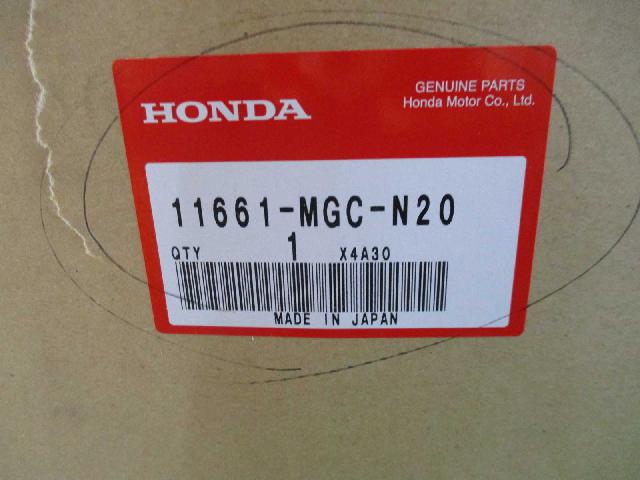 GENUINE PARTS
HONDA
Honda Motor Co., Ltd.
11661-MGC-N20
QTY 1 X4A30
MADE IN JAPAN